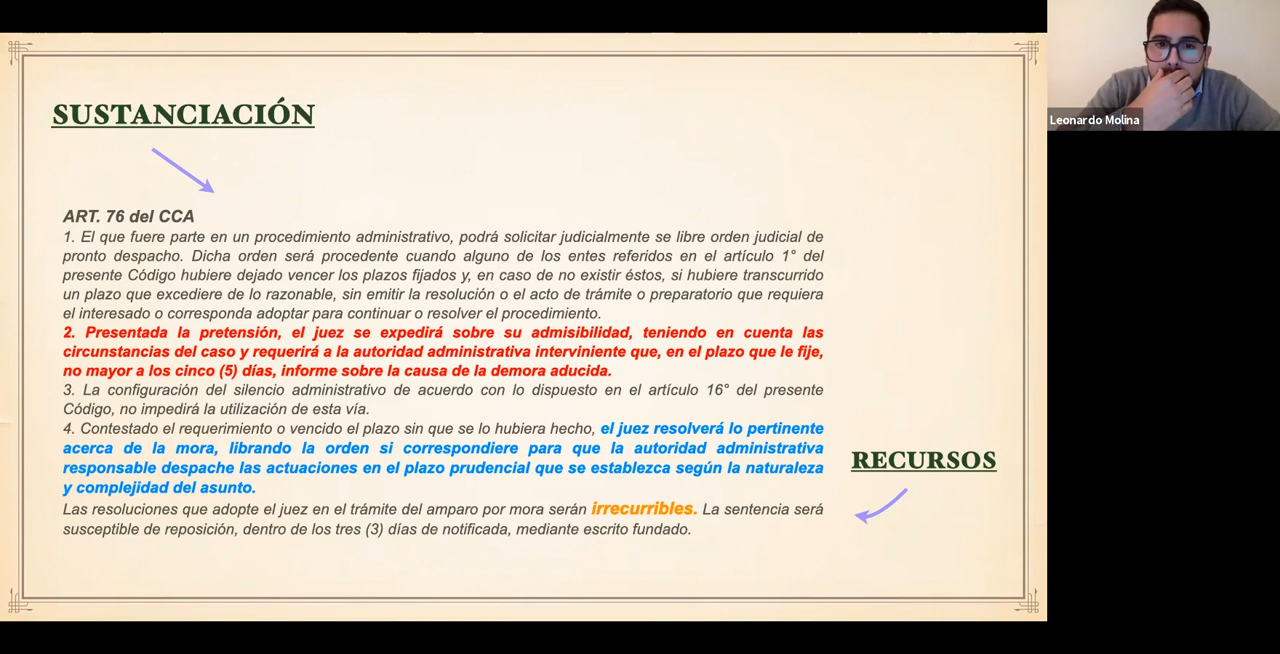 SUSTANCIACIÓN
ART. 76 del CCA
1. El que fuere parte en un procedimiento administrativo, podrá solicitar judicialmente se libre orden judicial de
pronto despacho. Dicha orden será procedente cuando alguno de los entes referidos en el artículo 1° del
presente Código hubiere dejado vencer los plazos fijados y, en caso de no existir éstos, si hubiere transcurrido
un plazo que excediere de lo razonable, sin emitir la resolución o el acto de trámite o preparatorio que requiera
el interesado o corresponda adoptar para continuar o resolver el procedimiento.
2. Presentada la pretensión, el juez se expedirá sobre su admisibilidad, teniendo en cuenta las
circunstancias del caso y requerirá a la autoridad administrativa interviniente que, en el plazo que le fije,
no mayor a los cinco (5) días, informe sobre la causa de la demora aducida.
3. La configuración del silencio administrativo de acuerdo con lo dispuesto en el artículo 16° del presente
Código, no impedirá la utilización de esta vía.
4. Contestado el requerimiento o vencido el plazo sin que se lo hubiera hecho, el juez resolverá lo pertinente
acerca de la mora, librando la orden si correspondiere para que la autoridad administrativa
responsable despache las actuaciones en el plazo prudencial que se establezca según la naturaleza
y complejidad del asunto.
Las resoluciones que adopte el juez en el trámite del amparo por mora serán irrecurribles. La sentencia será
susceptible de reposición, dentro de los tres (3) días de notificada, mediante escrito fundado.
RECURSOS
Leonardo Molina